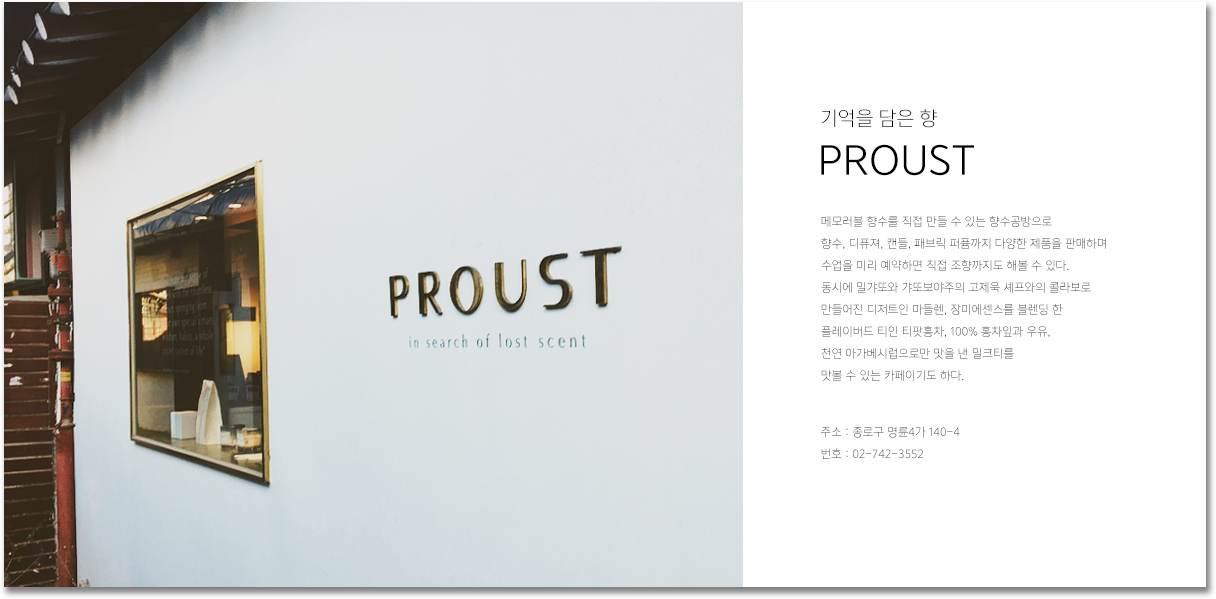 PROUST
in search of lost scent
기억을 담은 향
PROUST
메모러블 향수를 직접 만들 수 있는 향수공방으로
향수, 디퓨져, 캔들, 패브릭 퍼퓸까지 다양한 제품을 판매하며
수업을 미리 예약하면 직접 조향까지도 해볼 수 있다.
동시에 밀갸또와 갸또보야주의 고제욱 셰프와의 콜라보로
만들어진 디저트인 마들렌, 장미에센스를 블렌딩 한
플레이버드 티인 티팟홍차, 100% 홍차잎과 우유,
천연 아가베시럽으로만 맛을 낸 밀크티를
맛볼 수 있는 카페이기도 하다.
주소 : 종로구 명륜4가 140-4
번호 : 02-742-3552